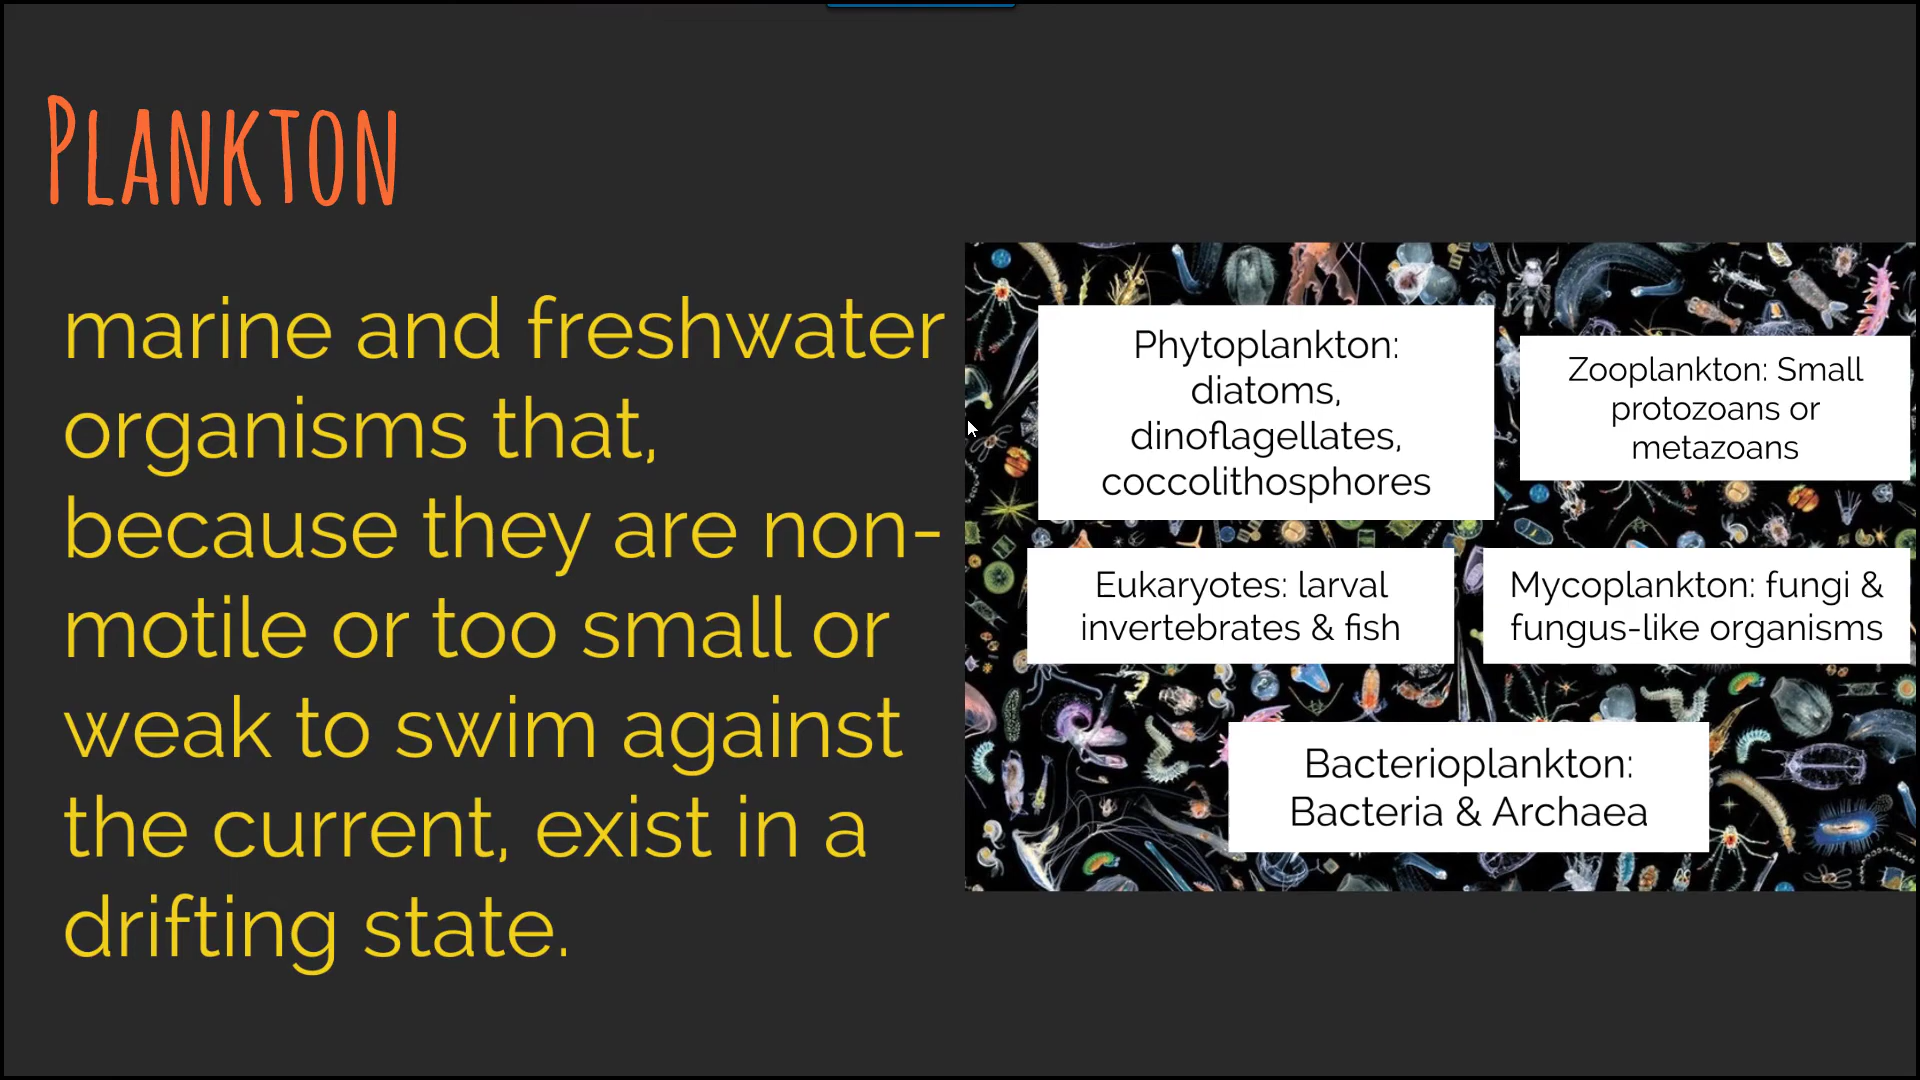 Plankton
marine and freshwater
organisms that,
because they are non-
motile or too small or
weak to swim against
the current, exist in a
drifting state.
Phytoplankton:
diatoms,
dinoflagellates,
coccolithosphores
Zooplankton: Small
protozoans or
metazoans
Eukaryotes: larval
invertebrates & fish
Mycoplankton: fungi &
fungus-like organisms
Bacterioplankton:
Bacteria & Archaea